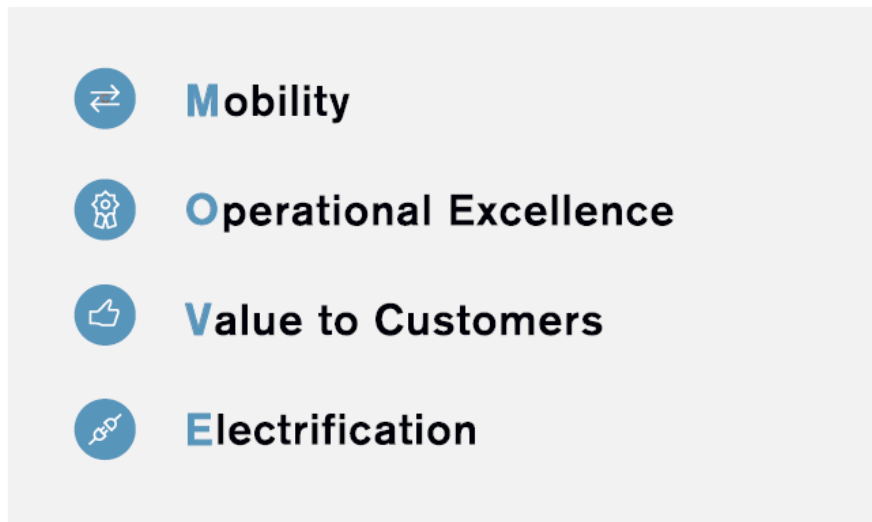 Mobility
Operational Excellence
Value to Customers
Electrification